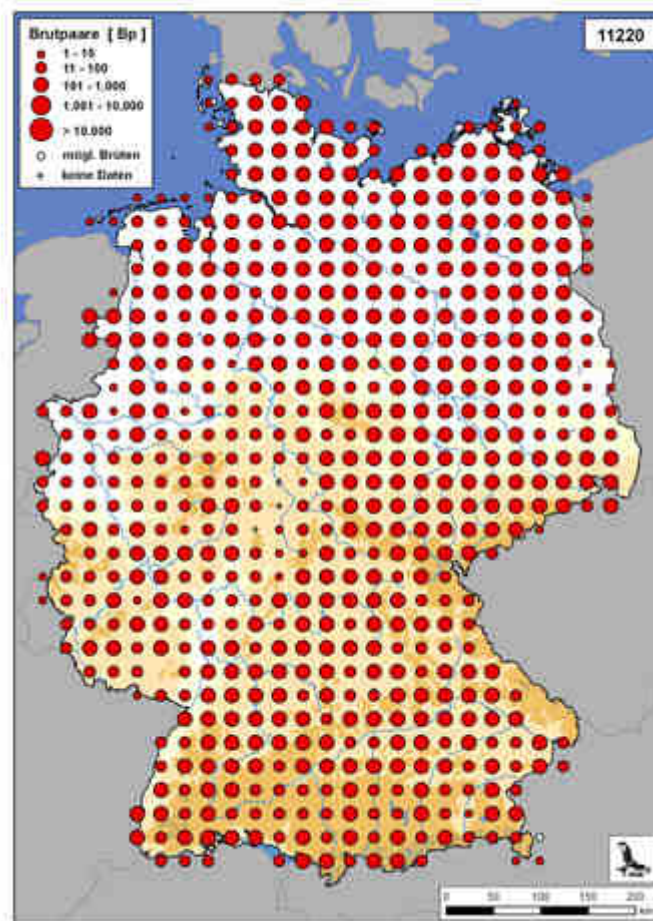 Brutpaare [ Bp ]
1 - 10
11 - 100
101 - 1.000
1.001 - 10.000
> 10.000
mögl. Brüten
keine Daten
11220
0 50 100 150 200
km